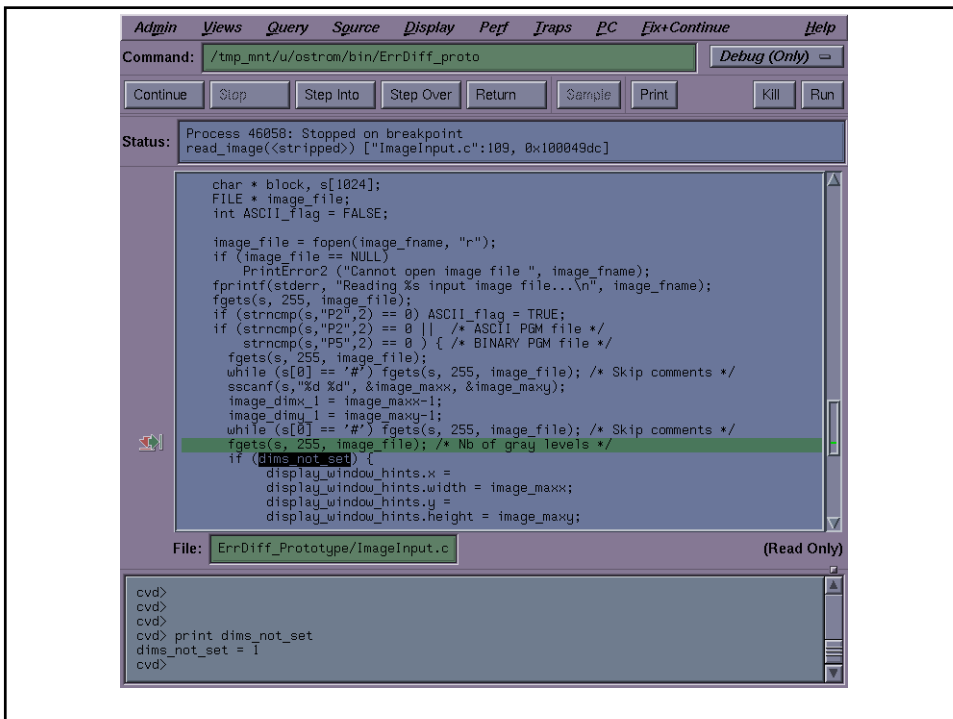 Admin Views Query Source Display Perf Traps PC Fix+Continue Help
Command: /tmp_mnt/u/ostrom/bin/ErrDiff_proto Debug (Only)
Continue Stop Step Into Step Over Return Sample Print Kill Run
Status: Process 46058: Stopped on breakpoint
read_image(<stripped>) ["ImageInput.c":109, 0x100049dc]
char * block, s[1024];
FILE * image_file;
int ASCII_flag = FALSE;
image_file = fopen(image_fname, "r");
if (image_file == NULL)
PrintError2 ("Cannot open image file ", image_fname);
fprintf(stderr, "Reading %s input image file...\n", image_fname);
fgets(s, 255, image_file);
if (strncmp(s,"P2",2) == 0) ASCII_flag = TRUE;
if (strncmp(s,"P2",2) == 0 || /* ASCII PGM file */
strncmp(s,"P5",2) == 0 ) { /* BINARY PGM file */
fgets(s, 255, image_file);
while (s[0] == '#') fgets(s, 255, image_file); /* Skip comments */
sscanf(s,"%d %d", &image_maxx, &image_maxy);
image_dimx_1 = image_maxx-1;
image_dimy_1 = image_maxy-1;
while (s[0] == '#') fgets(s, 255, image_file); /* Skip comments */
fgets(s, 255, image_file); /* Nb of gray levels */
if (dims_not_set) {
display_window_hints.x =
display_window_hints.width = image_maxx;
display_window_hints.y =
display_window_hints.height = image_maxy;
File: ErrDiff_Prototype/ImageInput.c (Read Only)
cvd>
cvd>
cvd>
cvd> print dims_not_set
dims_not_set = 1
cvd>